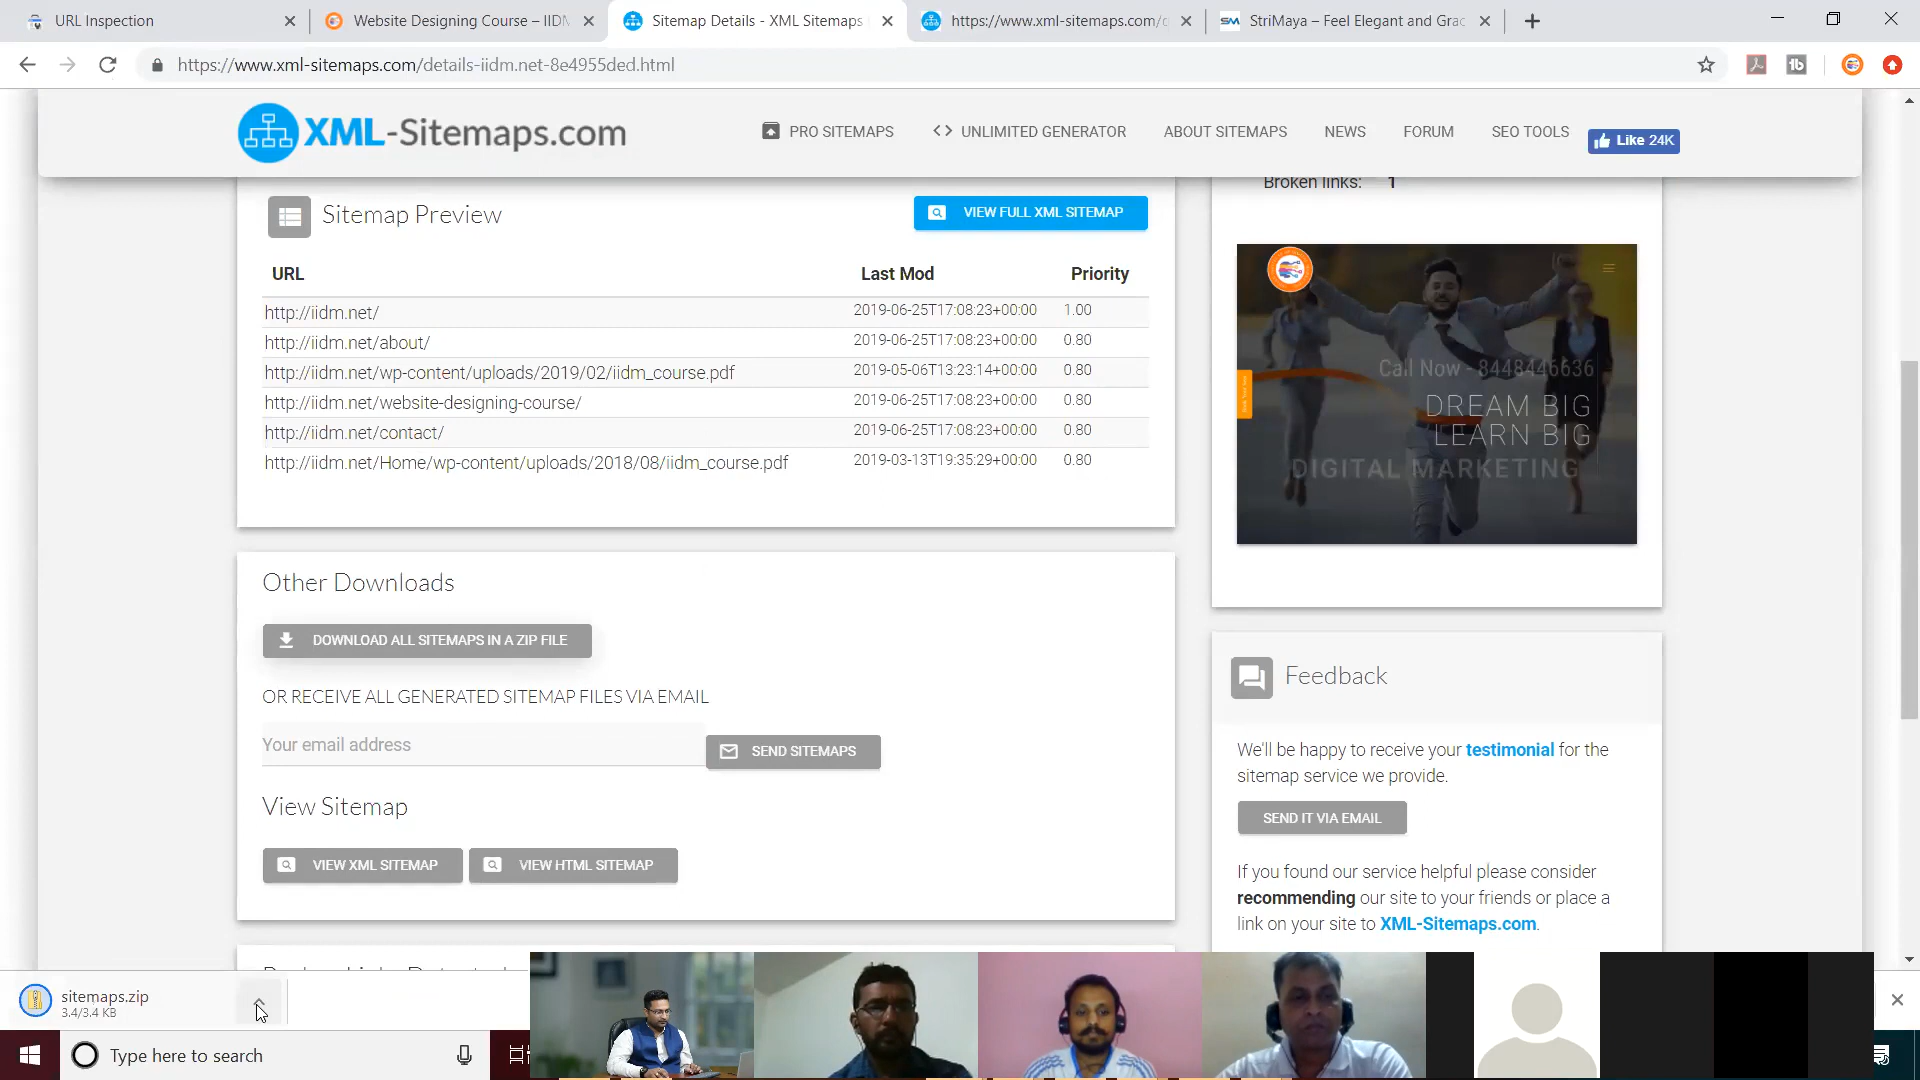 URL Inspection
Website Designing Course – IIDM
Sitemap Details - XML Sitemaps
https://www.xml-sitemaps.com/d
StriMaya – Feel Elegant and Grac
https://www.xml-sitemaps.com/details-iidm.net-8e4955ded.html
XML-Sitemaps.com
PRO SITEMAPS
UNLIMITED GENERATOR
ABOUT SITEMAPS
NEWS
FORUM
SEO TOOLS
Like 24K
Broken links: 1
Sitemap Preview
VIEW FULL XML SITEMAP
URL Last Mod Priority
http://iidm.net/ 2019-06-25T17:08:23+00:00 1.00
http://iidm.net/about/ 2019-06-25T17:08:23+00:00 0.80
http://iidm.net/wp-content/uploads/2019/02/iidm_course.pdf 2019-05-06T13:23:14+00:00 0.80
http://iidm.net/website-designing-course/ 2019-06-25T17:08:23+00:00 0.80
http://iidm.net/contact/ 2019-06-25T17:08:23+00:00 0.80
http://iidm.net/Home/wp-content/uploads/2018/08/iidm_course.pdf 2019-03-13T19:35:29+00:00 0.80
Call Now - 8448446636
DREAM BIG
LEARN BIG
DIGITAL MARKETING
Other Downloads
DOWNLOAD ALL SITEMAPS IN A ZIP FILE
OR RECEIVE ALL GENERATED SITEMAP FILES VIA EMAIL
Your email address
SEND SITEMAPS
View Sitemap
VIEW XML SITEMAP
VIEW HTML SITEMAP
Feedback
We'll be happy to receive your testimonial for the
sitemap service we provide.
SEND IT VIA EMAIL
If you found our service helpful please consider
recommending our site to your friends or place a
link on your site to XML-Sitemaps.com.
sitemaps.zip
3.4/3.4 KB
Type here to search